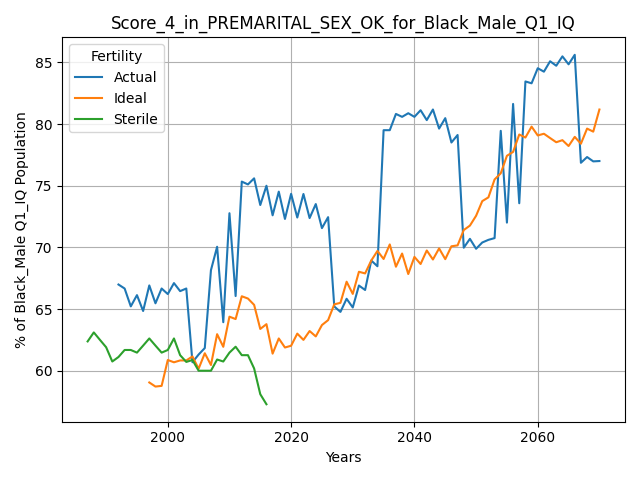 Score_4_in_PREMARITAL_SEX_OK_for_Black_Male_Q1_IQ
Fertility
Actual
Ideal
Sterile
% of Black_Male Q1_IQ Population
85
80
75
70
65
60
2000
2020
2040
2060
Years